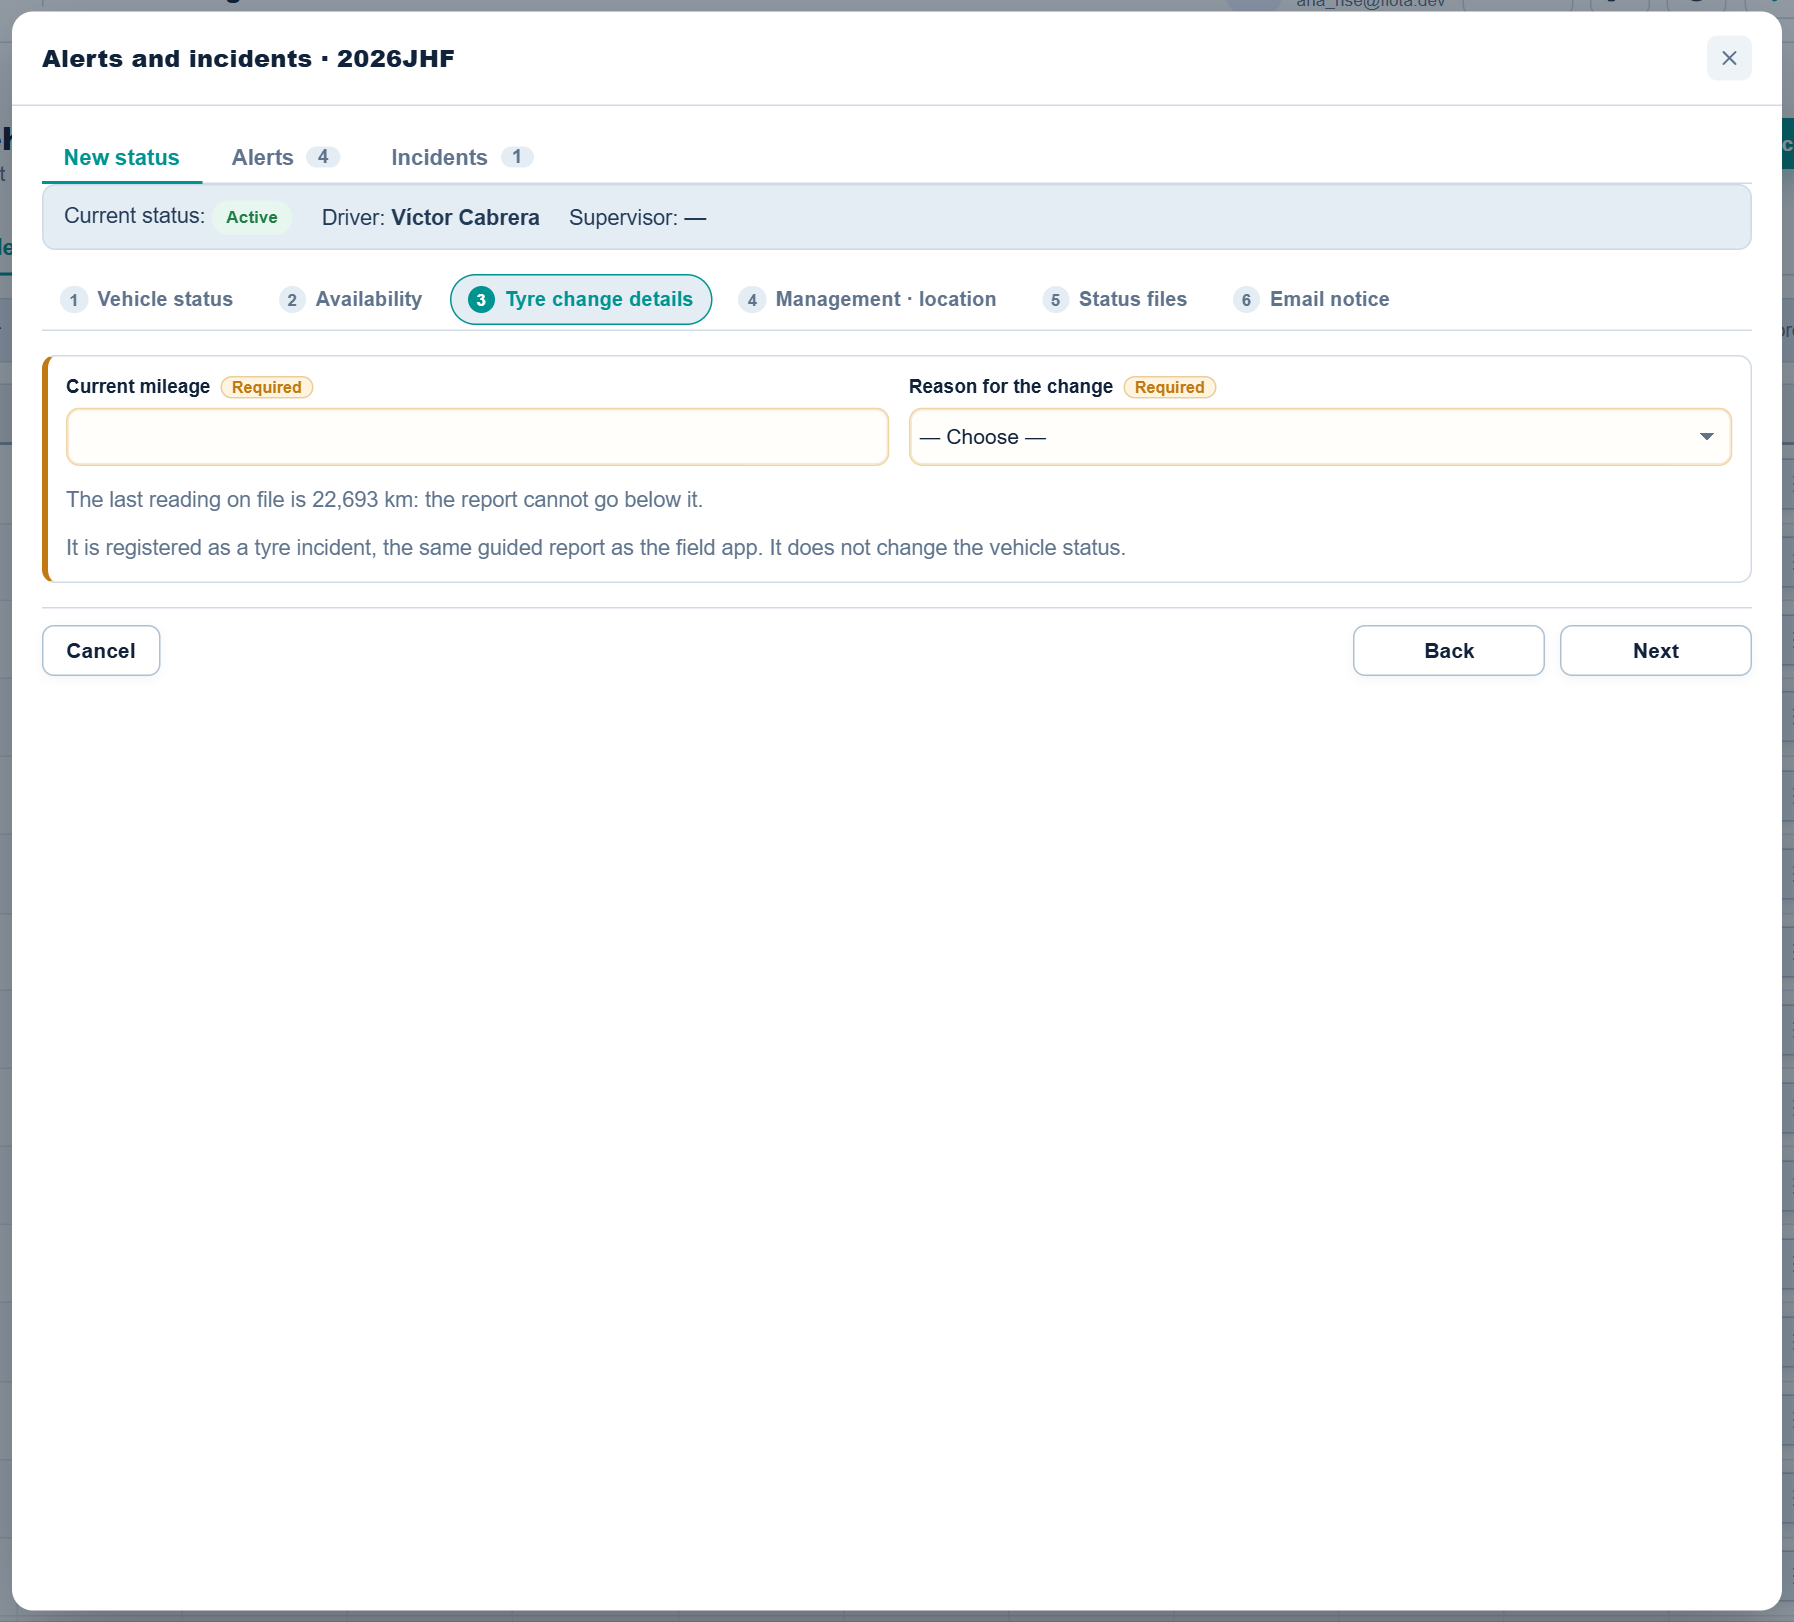 Alerts and incidents · 2026JHF
New status
Alerts 4
Incidents 1
Current status: Active Driver: Víctor Cabrera Supervisor: —
1 Vehicle status
2 Availability
3 Tyre change details
4 Management · location
5 Status files
6 Email notice
Current mileage Required
Reason for the change Required
— Choose —
The last reading on file is 22,693 km: the report cannot go below it.
It is registered as a tyre incident, the same guided report as the field app. It does not change the vehicle status.
Cancel
Back
Next